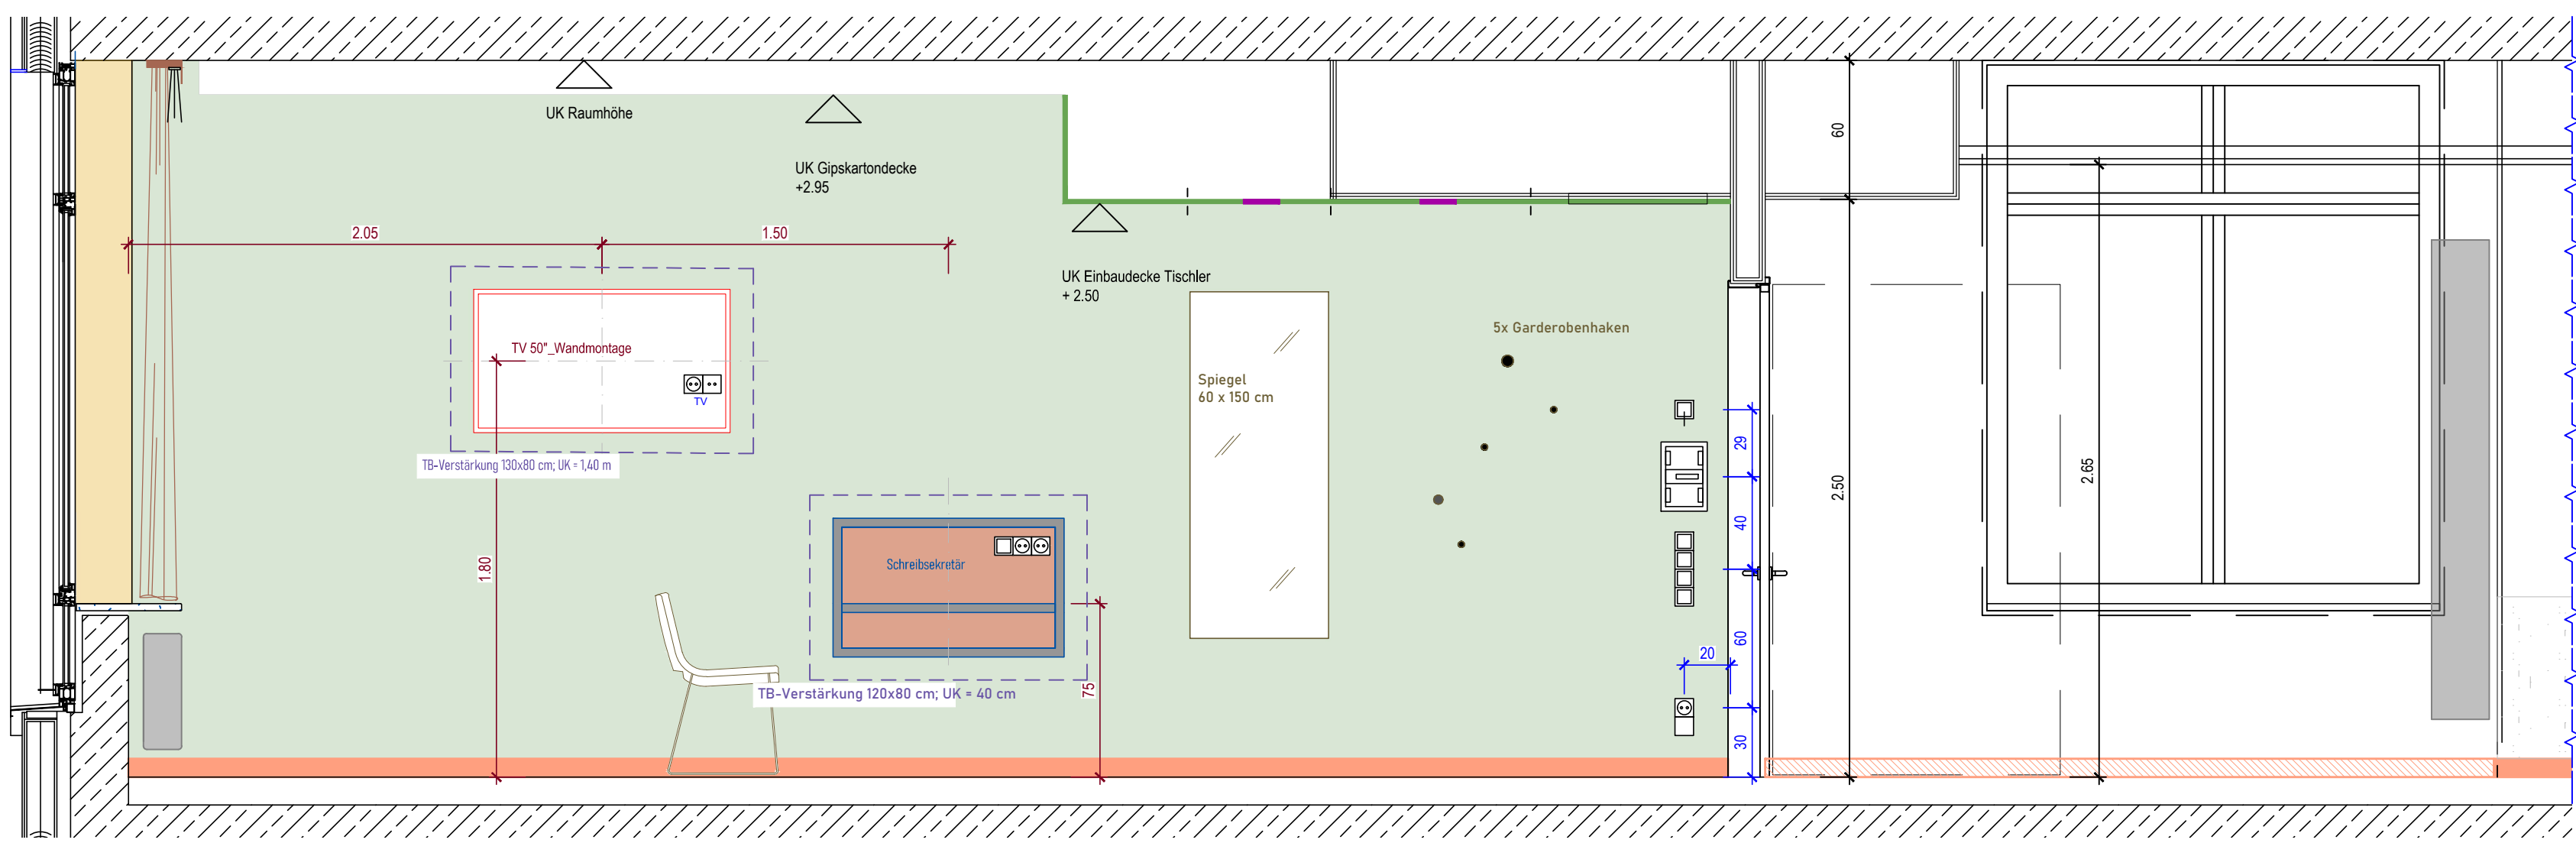 UK Raumhöhe
UK Gipskartondecke
+2.95
UK Einbaudecke Tischler
+ 2.50
2.05
1.50
TV 50"_Wandmontage
TV
TB-Verstärkung 130x80 cm; UK = 1,40 m
1.80
Schreibsekretär
TB-Verstärkung 120x80 cm; UK = 40 cm
75
Spiegel
60 x 150 cm
5x Garderobenhaken
29
40
60
20
30
60
2.50
2.65